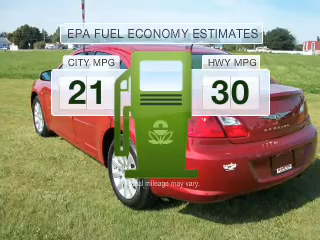 EPA FUEL ECONOMY ESTIMATES
CITY MPG
HWY MPG
21
30
mileage may vary.